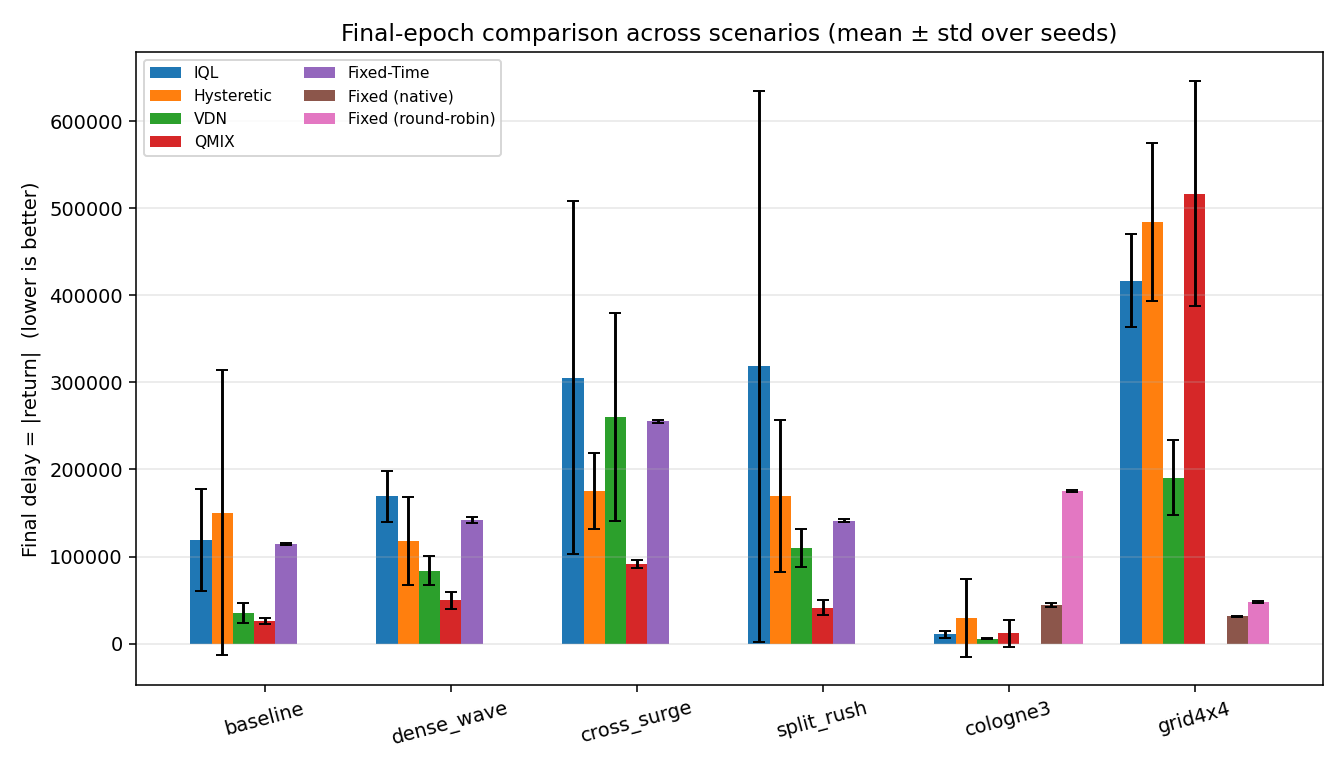 Final-epoch comparison across scenarios (mean ± std over seeds)
IQL
Hysteretic
VDN
QMIX
Fixed-Time
Fixed (native)
Fixed (round-robin)
Final delay = |return|  (lower is better)
600000
500000
400000
300000
200000
100000
0
baseline
dense_wave
cross_surge
split_rush
cologne3
grid4x4